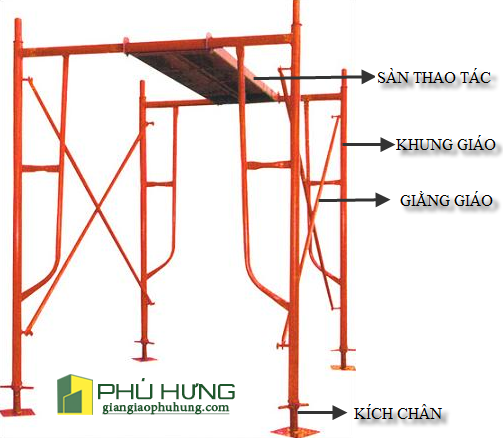 SÀN THAO TÁC
KHUNG GIÁO
GIẰNG GIÁO
PHÚ HƯNG
giangiaophuhung.com
KÍCH CHÂN